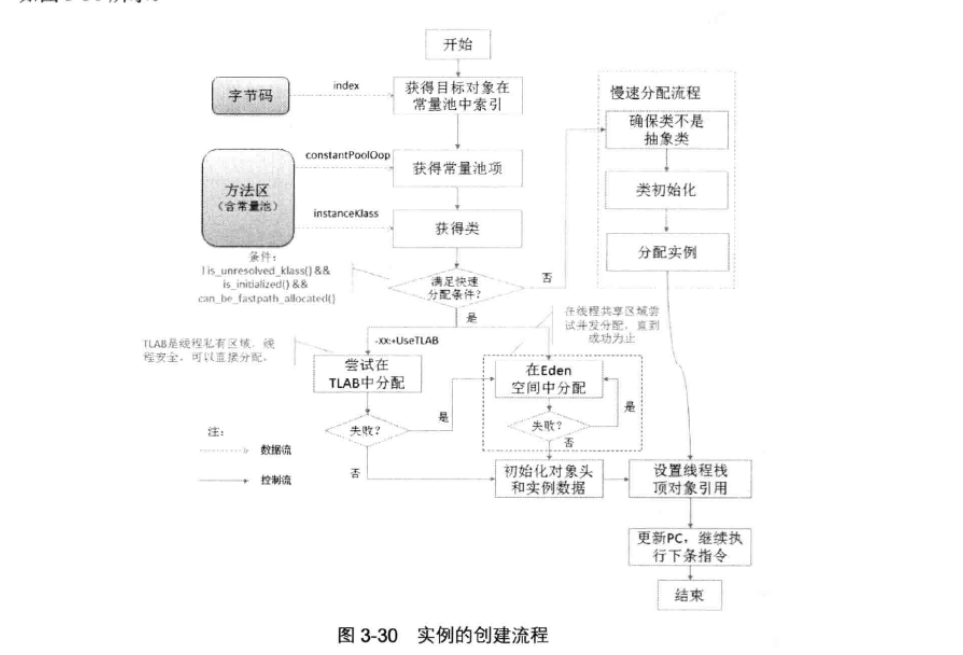 开始
字节码
index
获得目标对象在
常量池中索引
慢速分配流程
确保类不是
抽象类
方法区
(含常量池)
constantPoolOop
获得常量池项
类初始化
instanceKlass
获得类
分配实例
条件:
!is_unresolved_klass() &&
is_initialized() &&
can_be_fastpath_allocated()
满足快速
分配条件?
否
是
在线程共享区域尝
试并发分配,直到
成功为止
TLAB是线程私有区域,线
程安全,可以直接分配。
-XX:+UseTLAB
尝试在
TLAB中分配
在Eden
空间中分配
是
是
失败?
失败?
否
注:
数据流
控制流
否
初始化对象头
和实例数据
设置线程栈
顶对象引用
更新PC,继续执
行下条指令
结束
图 3-30 实例的创建流程